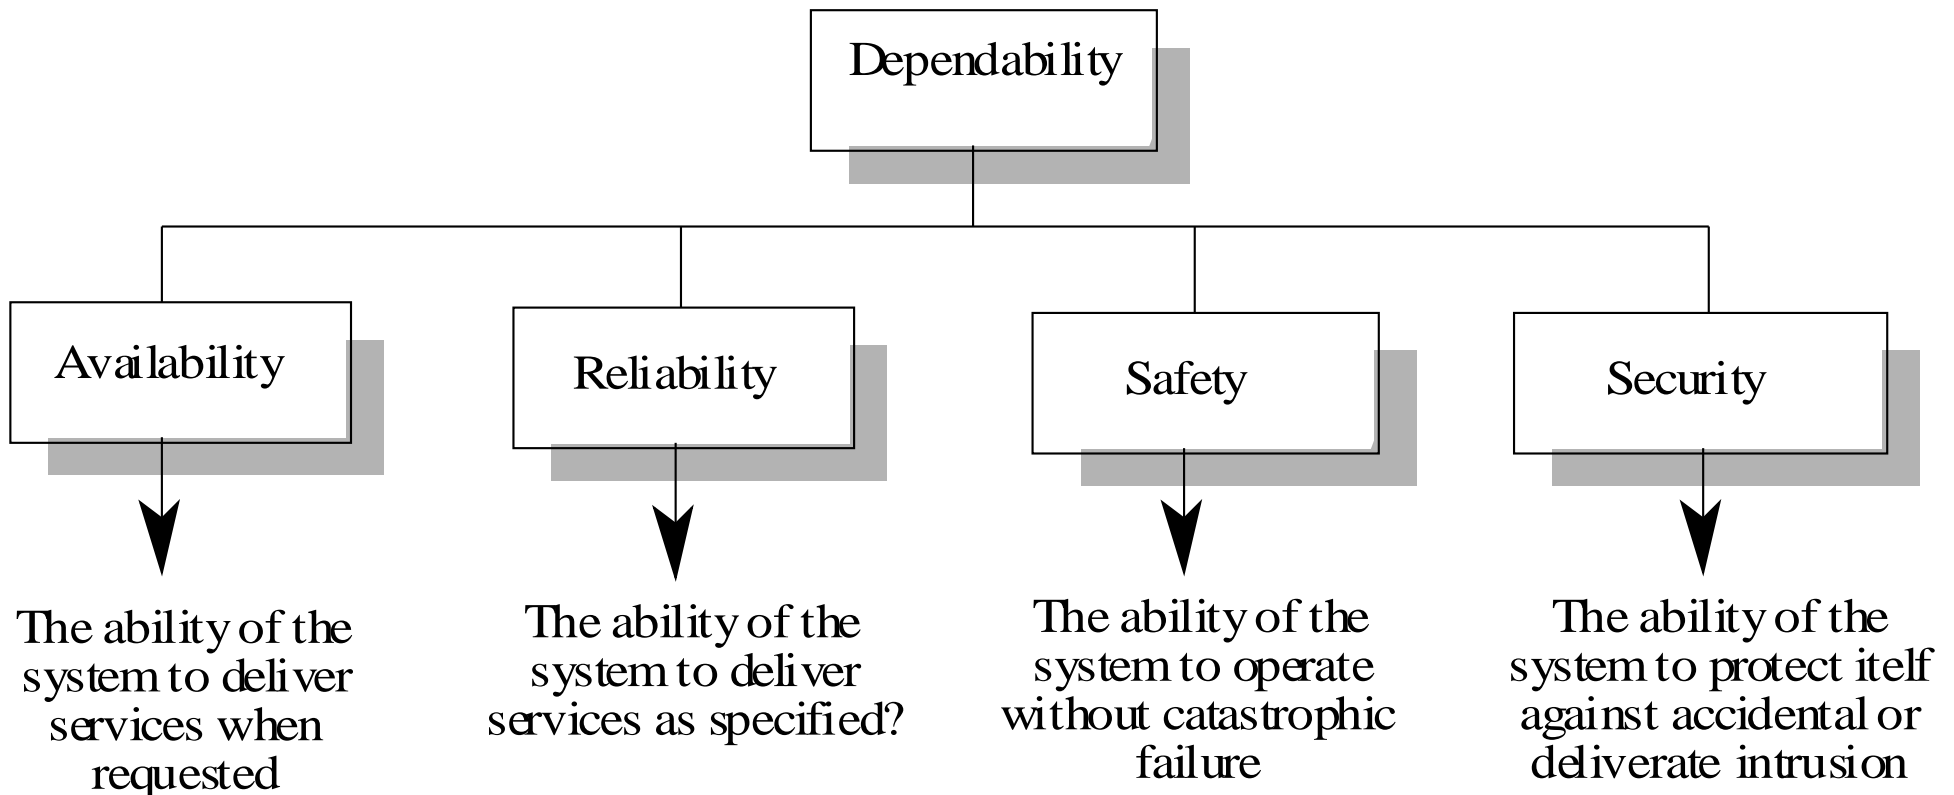 Dependability
Availability
Reliability
Safety
Security
The ability of the
system to deliver
services when
requested
The ability of the
system to deliver
services as specified?
The ability of the
system to operate
without catastrophic
failure
The ability of the
system to protect itelf
against accidental or
deliverate intrusion